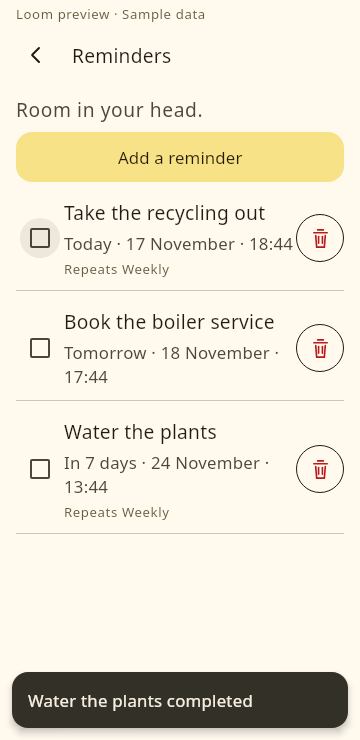 Loom preview · Sample data
Reminders
Room in your head.
Add a reminder
Take the recycling out
Today · 17 November · 18:44
Repeats Weekly
Book the boiler service
Tomorrow · 18 November ·
17:44
Water the plants
In 7 days · 24 November ·
13:44
Repeats Weekly
Water the plants completed